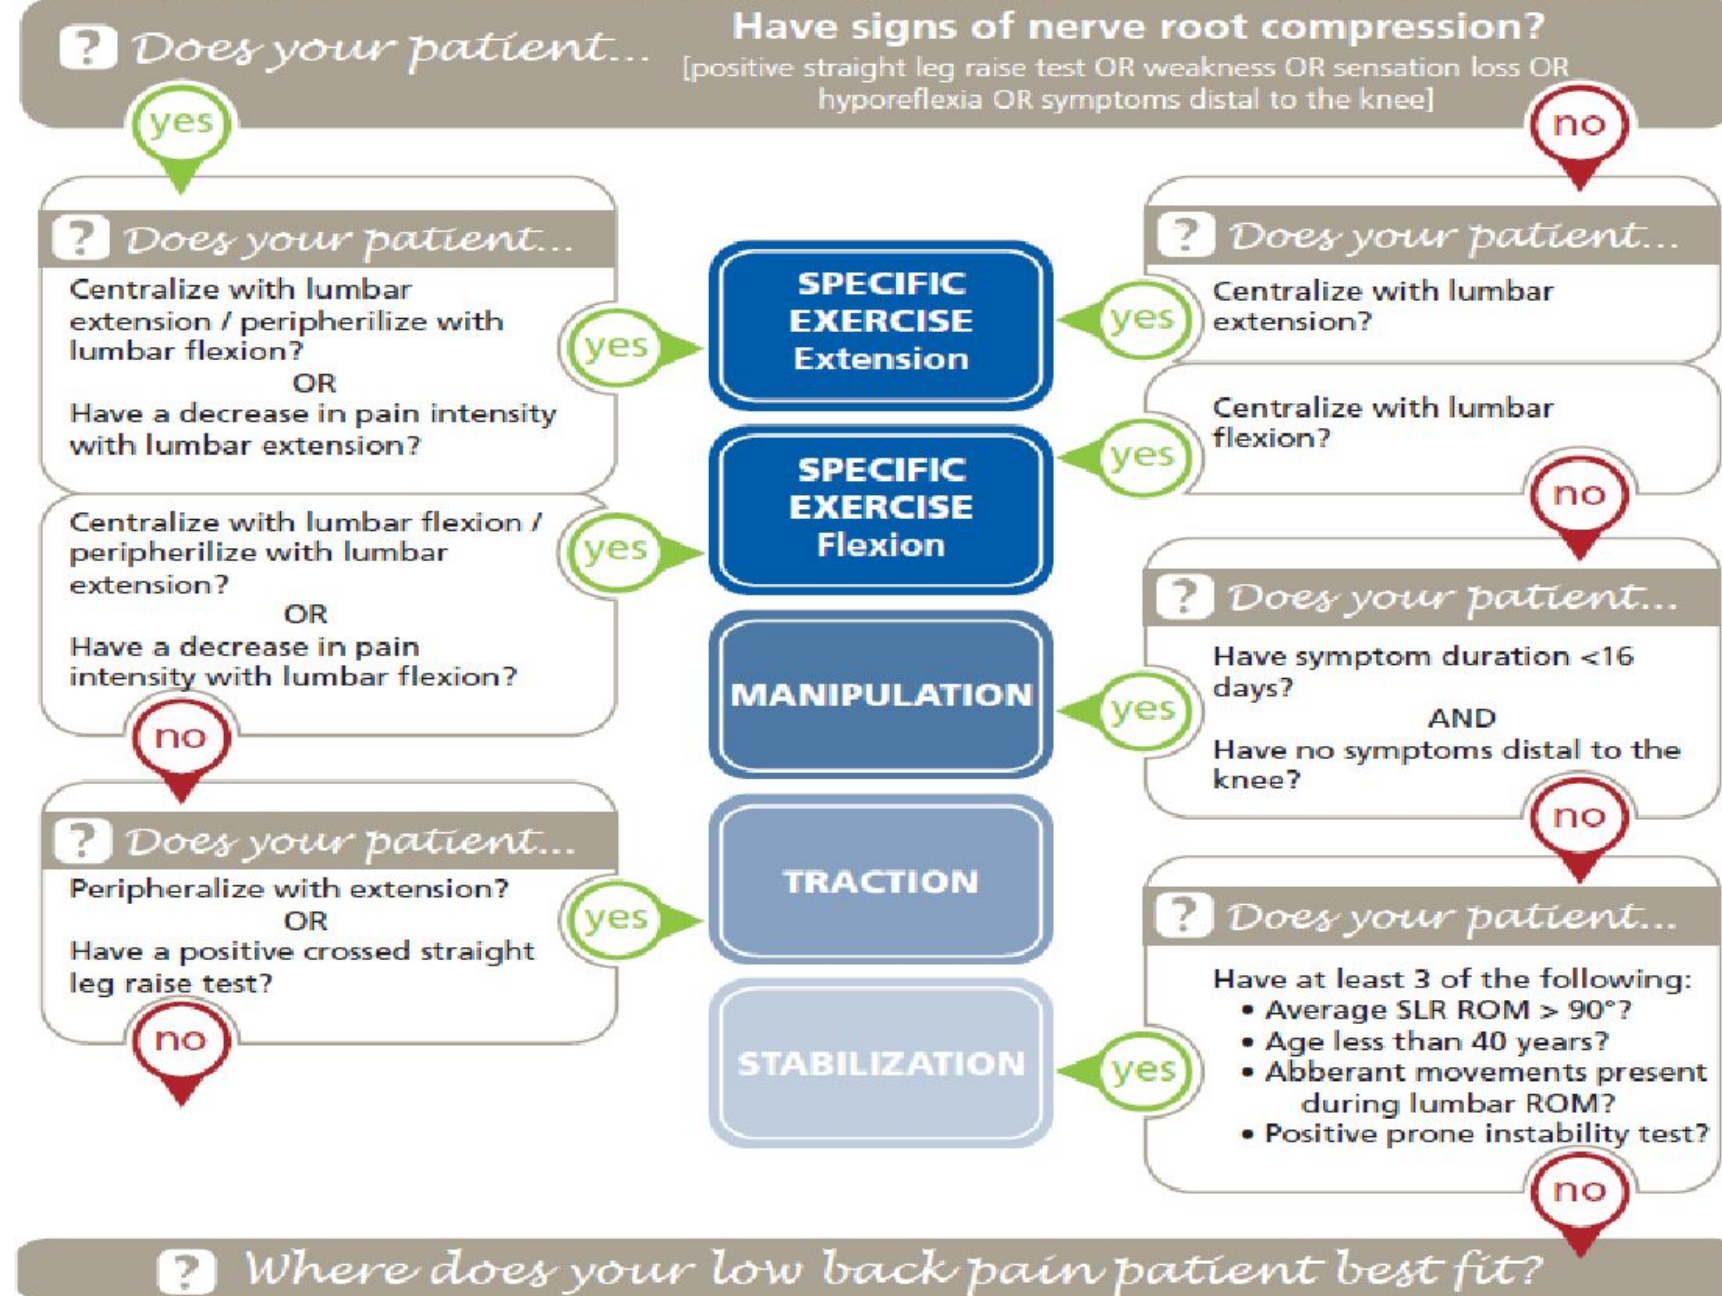 ? Does your patient...
Have signs of nerve root compression?
[positive straight leg raise test OR weakness OR sensation loss OR
hyporeflexia OR symptoms distal to the knee]
yes
no
? Does your patient...
Centralize with lumbar
extension / peripherilize with
lumbar flexion?
OR
Have a decrease in pain intensity
with lumbar extension?
yes
Centralize with lumbar flexion /
peripherilize with lumbar
extension?
OR
Have a decrease in pain
intensity with lumbar flexion?
yes
no
? Does your patient...
Peripheralize with extension?
OR
Have a positive crossed straight
leg raise test?
yes
no
SPECIFIC
EXERCISE
Extension
SPECIFIC
EXERCISE
Flexion
MANIPULATION
TRACTION
STABILIZATION
? Does your patient...
Centralize with lumbar
extension?
yes
Centralize with lumbar
flexion?
yes
no
? Does your patient...
Have symptom duration <16
days?
AND
Have no symptoms distal to the
knee?
yes
no
? Does your patient...
Have at least 3 of the following:
• Average SLR ROM > 90°?
• Age less than 40 years?
• Abberant movements present
during lumbar ROM?
• Positive prone instability test?
yes
no
? Where does your low back pain patient best fit?